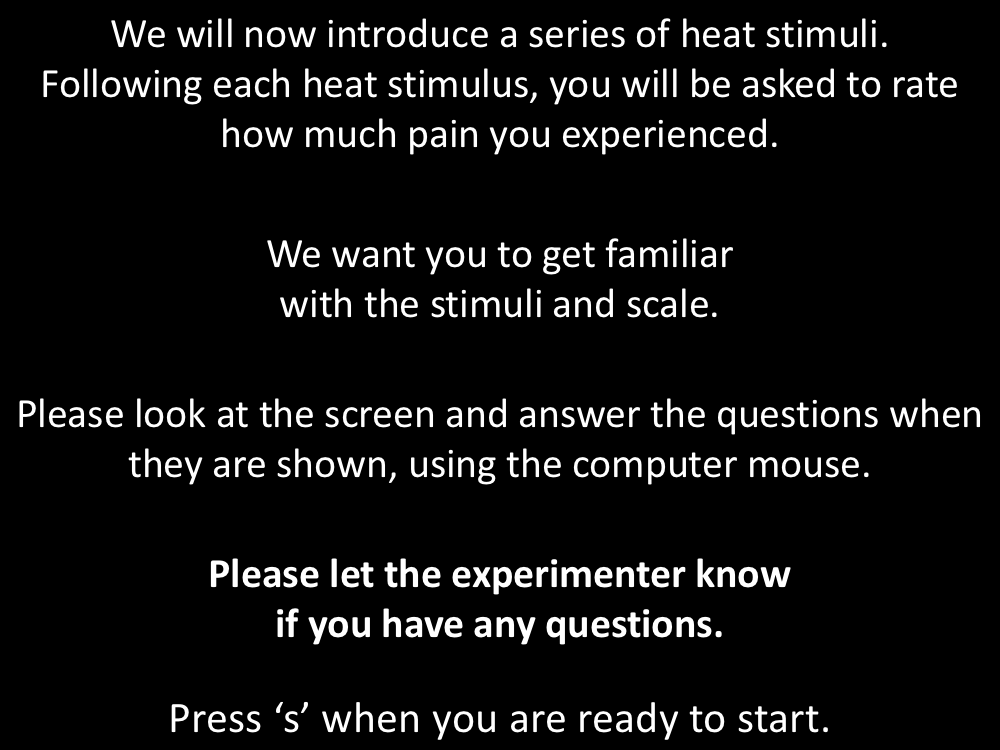 We will now introduce a series of heat stimuli.
Following each heat stimulus, you will be asked to rate
how much pain you experienced.
We want you to get familiar
with the stimuli and scale.
Please look at the screen and answer the questions when
they are shown, using the computer mouse.
Please let the experimenter know
if you have any questions.
Press ‘s’ when you are ready to start.